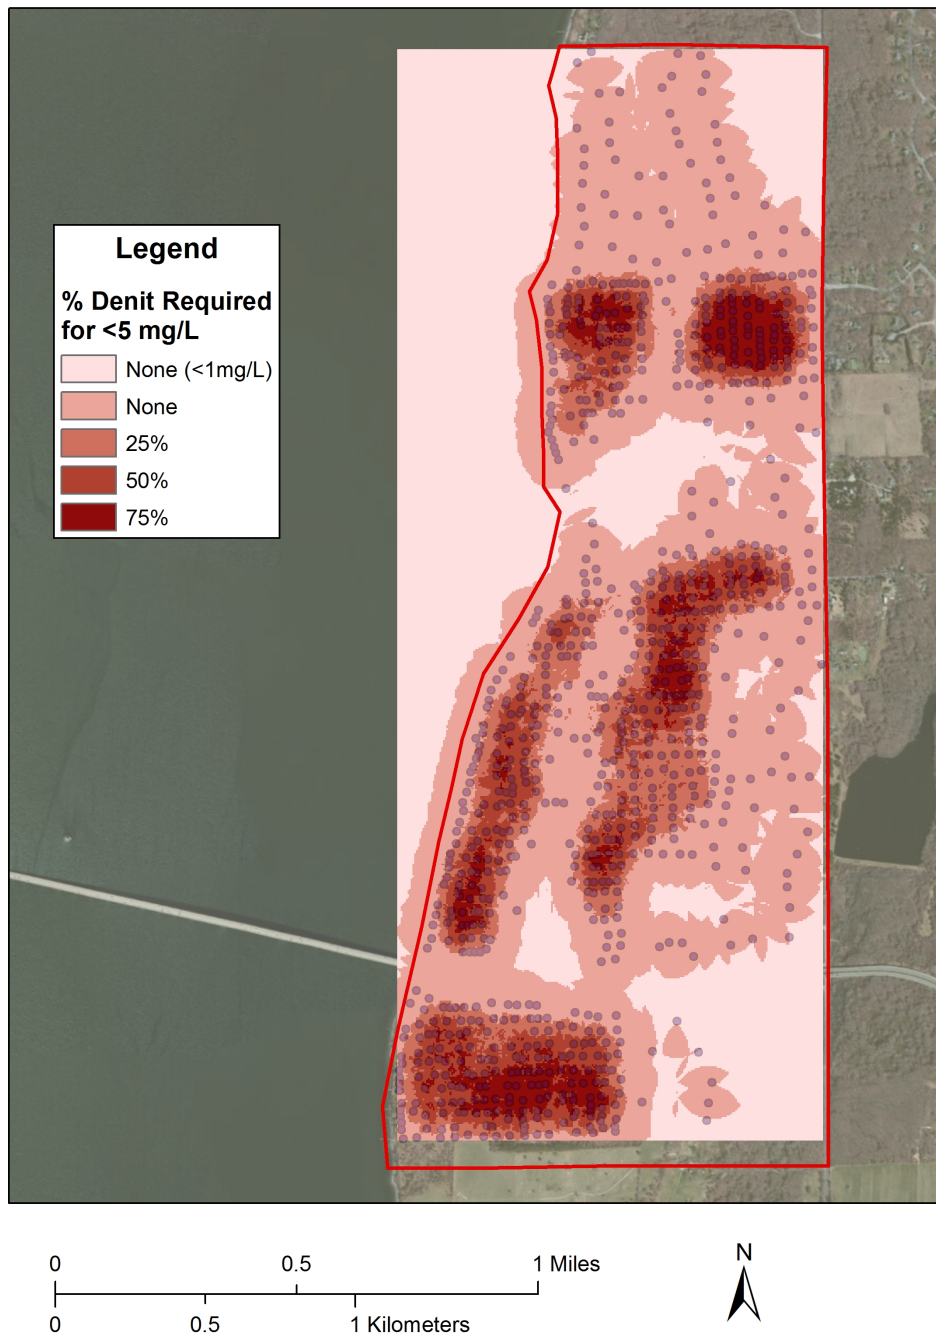 Legend
% Denit Required
for <5 mg/L
None (<1mg/L)
None
25%
50%
75%
0 0.5 1 Miles
0 0.5 1 Kilometers
N